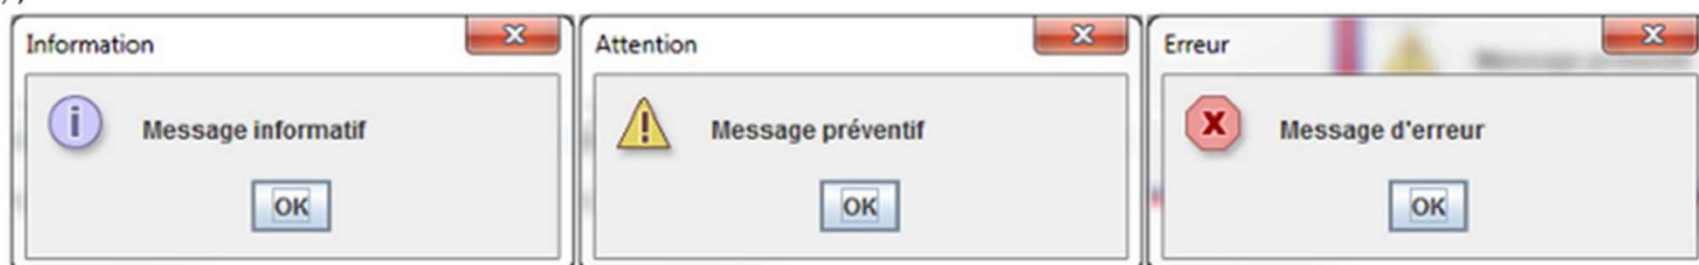 Information
Message informatif
OK
Attention
Message préventif
OK
Erreur
Message d'erreur
OK